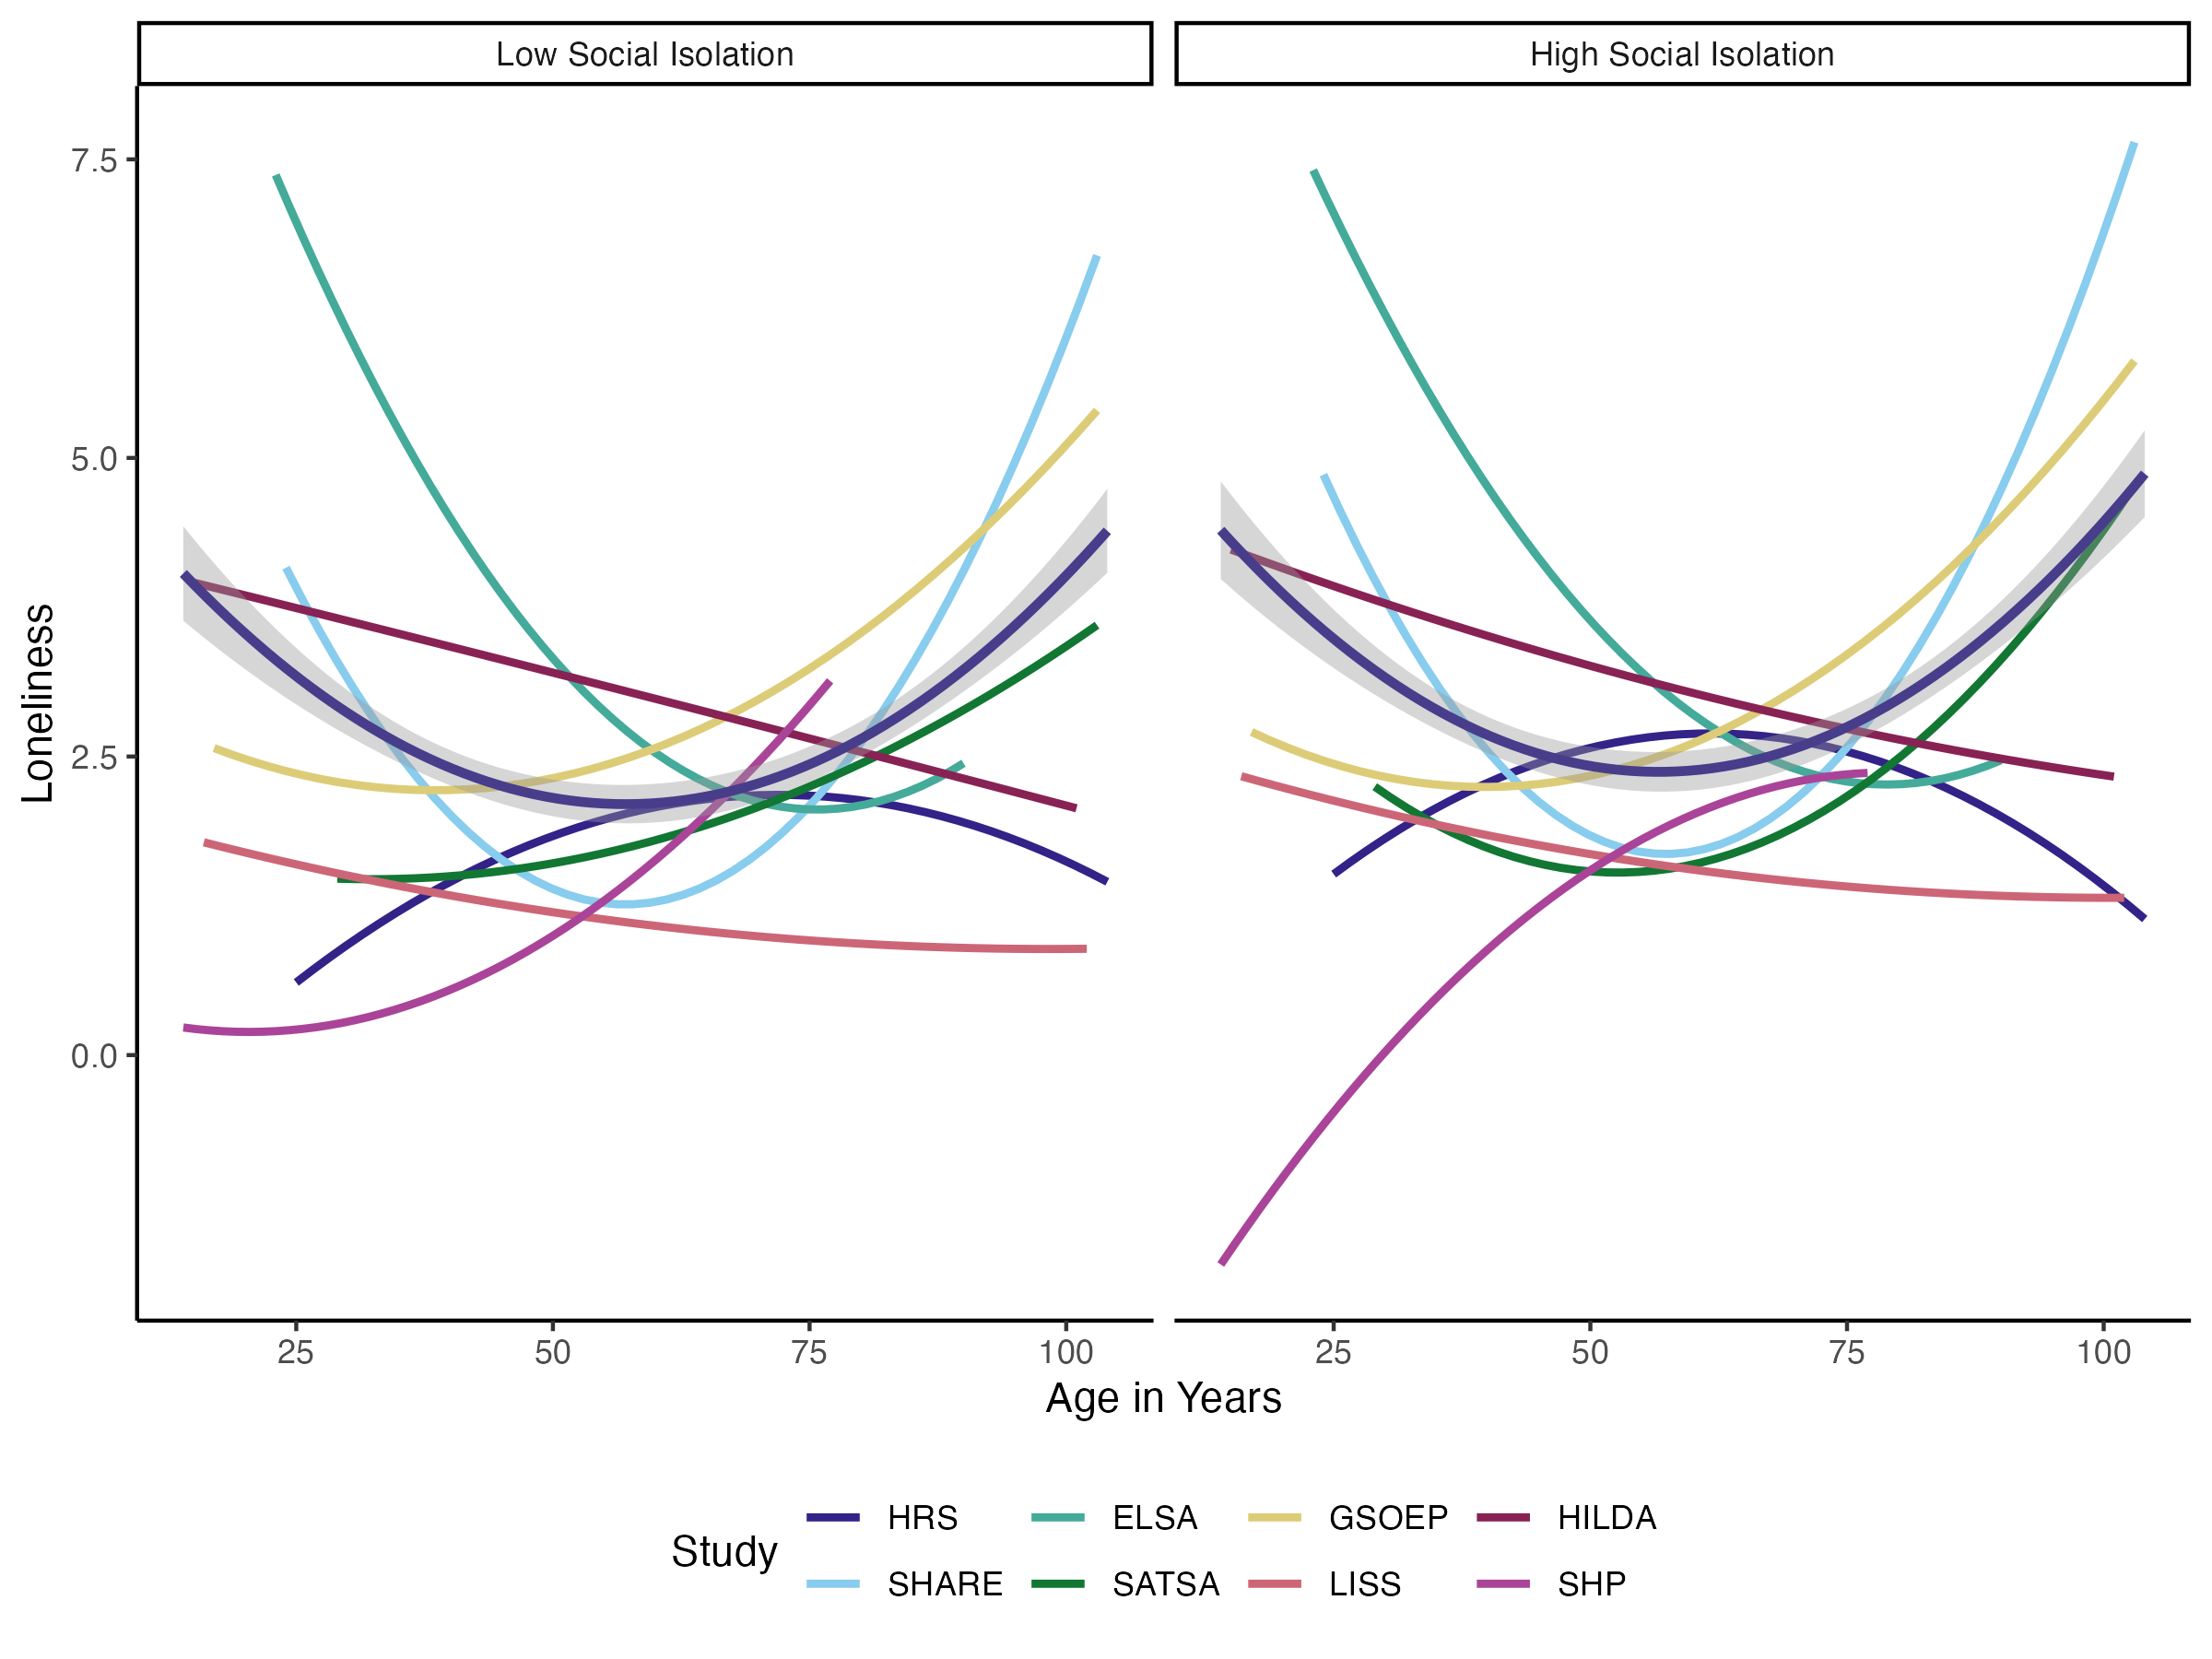 Low Social Isolation
High Social Isolation
Loneliness
7.5
5.0
2.5
0.0
25 50 75 100
25 50 75 100
Age in Years
Study
HRS ELSA GSOEP HILDA
SHARE SATSA LISS SHP